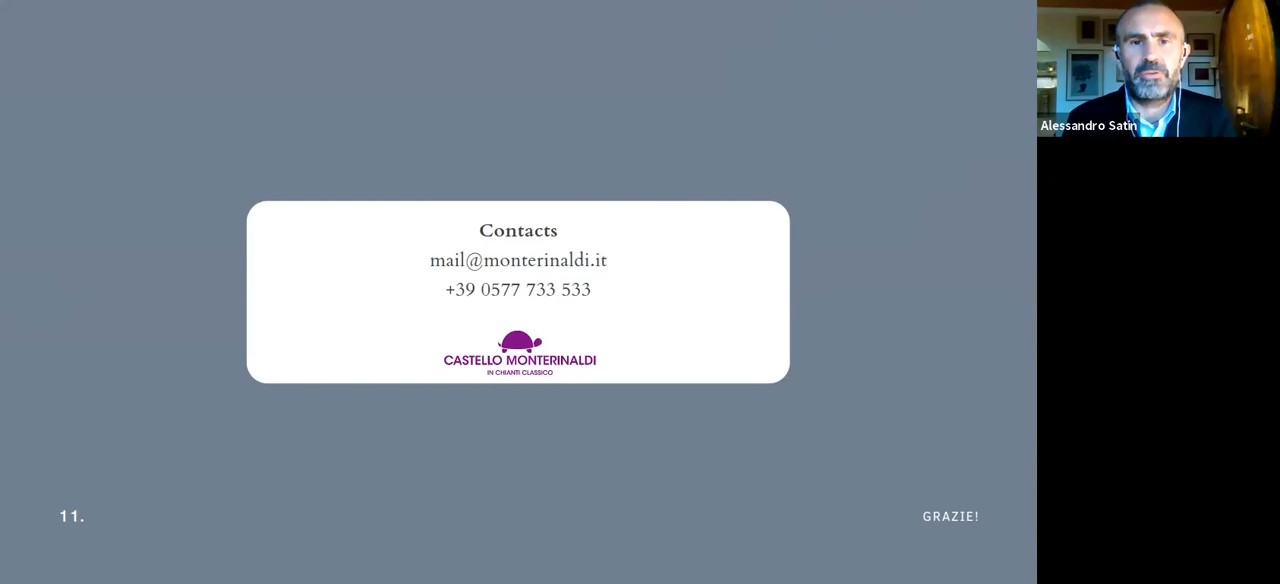 Contacts
mail@monterinaldi.it
+39 0577 733 533
CASTELLO MONTERINALDI
IN CHIANTI CLASSICO
11.
GRAZIE!
Alessandro Satin